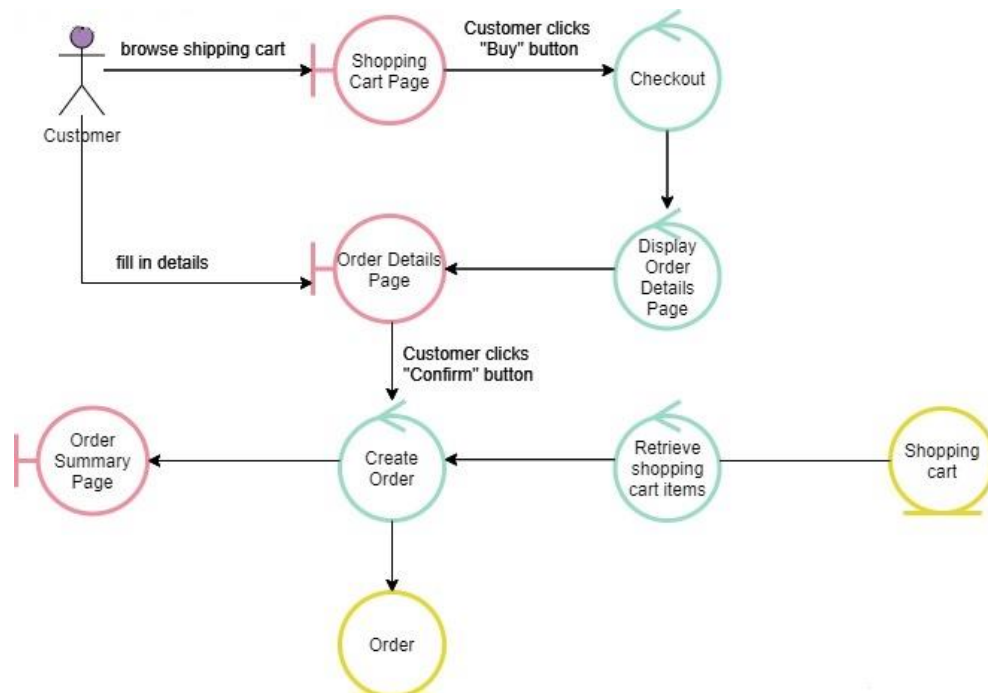 browse shipping cart
Shopping
Cart Page
Customer clicks
"Buy" button
Checkout
Customer
fill in details
Order Details
Page
Display
Order
Details
Page
Customer clicks
"Confirm" button
Order
Summary
Page
Create
Order
Retrieve
shopping
cart items
Shopping
cart
Order